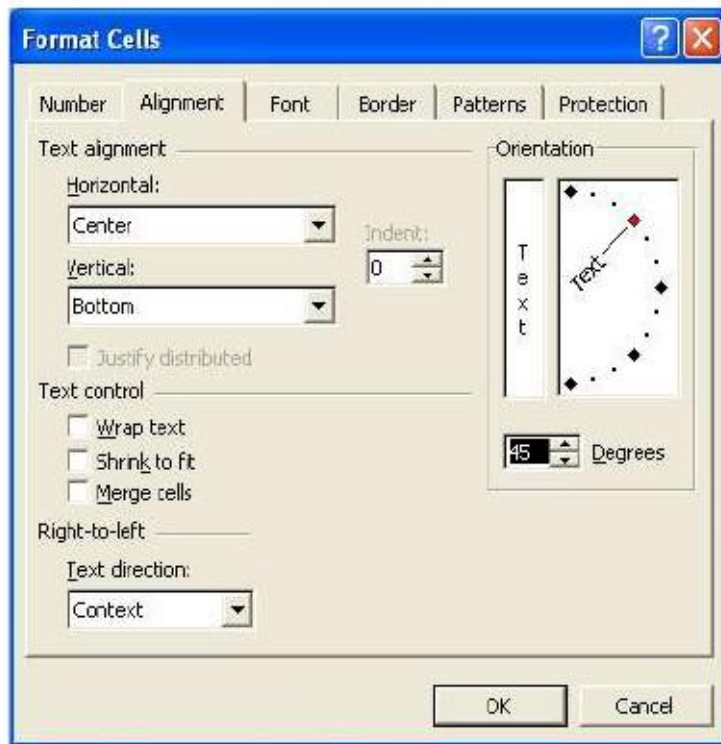 Format Cells
?
Number
Alignment
Font
Border
Patterns
Protection
Text alignment
Horizontal:
Center
Indent:
0
Vertical:
Bottom
Justify distributed
Text control
Wrap text
Shrink to fit
Merge cells
Right-to-left
Text direction:
Context
Orientation
T
e
x
t
Text
45 Degrees
OK
Cancel